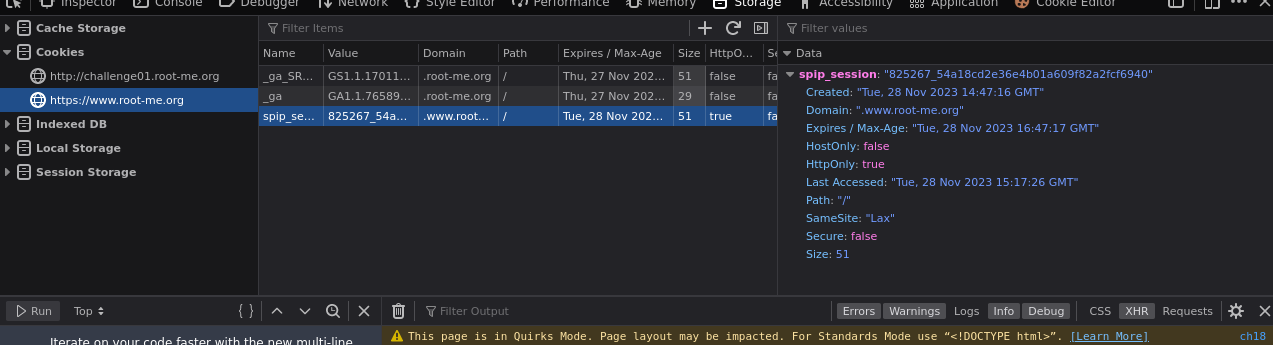 Inspector Console Debugger Network Style Editor Performance Memory Storage Accessibility Application Cookie Editor
Cache Storage
Cookies
http://challenge01.root-me.org
https://www.root-me.org
Indexed DB
Local Storage
Session Storage
Filter Items
Name Value Domain Path Expires / Max-Age Size HttpO... Se
_ga_SR... GS1.1.17011... .root-me.org / Thu, 27 Nov 202... 51 false fa
_ga GA1.1.76589... .root-me.org / Thu, 27 Nov 202... 29 false fa
spip_se... 825267_54a... .www.root... / Tue, 28 Nov 202... 51 true fa
Filter values
Data
spip_session: "825267_54a18cd2e36e4b01a609f82a2fcf6940"
Created: "Tue, 28 Nov 2023 14:47:16 GMT"
Domain: ".www.root-me.org"
Expires / Max-Age: "Tue, 28 Nov 2023 16:47:17 GMT"
HostOnly: false
HttpOnly: true
Last Accessed: "Tue, 28 Nov 2023 15:17:26 GMT"
Path: "/"
SameSite: "Lax"
Secure: false
Size: 51
Run Top { }
Iterate on your code faster with the new multi-line
Filter Output Errors Warnings Logs Info Debug CSS XHR Requests
This page is in Quirks Mode. Page layout may be impacted. For Standards Mode use “<!DOCTYPE html>”. [Learn More] ch18